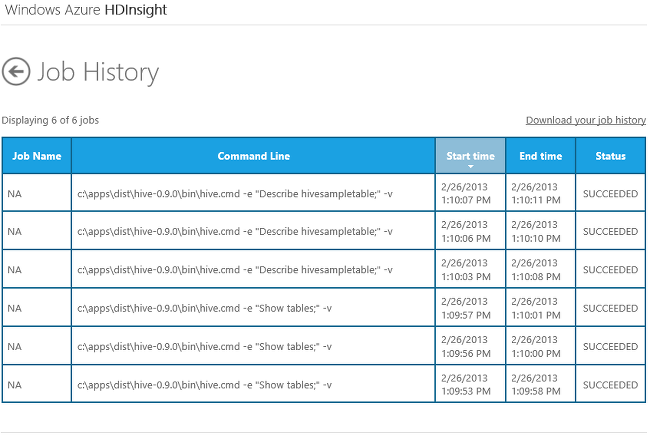 Windows Azure HDInsight
Job History
Displaying 6 of 6 jobs
Download your job history
Job Name Command Line Start time End time Status
NA c:\apps\dist\hive-0.9.0\bin\hive.cmd -e "Describe hivesampletable;" -v 2/26/2013 1:10:07 PM 2/26/2013 1:10:11 PM SUCCEEDED
NA c:\apps\dist\hive-0.9.0\bin\hive.cmd -e "Describe hivesampletable;" -v 2/26/2013 1:10:06 PM 2/26/2013 1:10:10 PM SUCCEEDED
NA c:\apps\dist\hive-0.9.0\bin\hive.cmd -e "Describe hivesampletable;" -v 2/26/2013 1:10:03 PM 2/26/2013 1:10:08 PM SUCCEEDED
NA c:\apps\dist\hive-0.9.0\bin\hive.cmd -e "Show tables;" -v 2/26/2013 1:09:57 PM 2/26/2013 1:10:01 PM SUCCEEDED
NA c:\apps\dist\hive-0.9.0\bin\hive.cmd -e "Show tables;" -v 2/26/2013 1:09:56 PM 2/26/2013 1:10:00 PM SUCCEEDED
NA c:\apps\dist\hive-0.9.0\bin\hive.cmd -e "Show tables;" -v 2/26/2013 1:09:53 PM 2/26/2013 1:09:58 PM SUCCEEDED